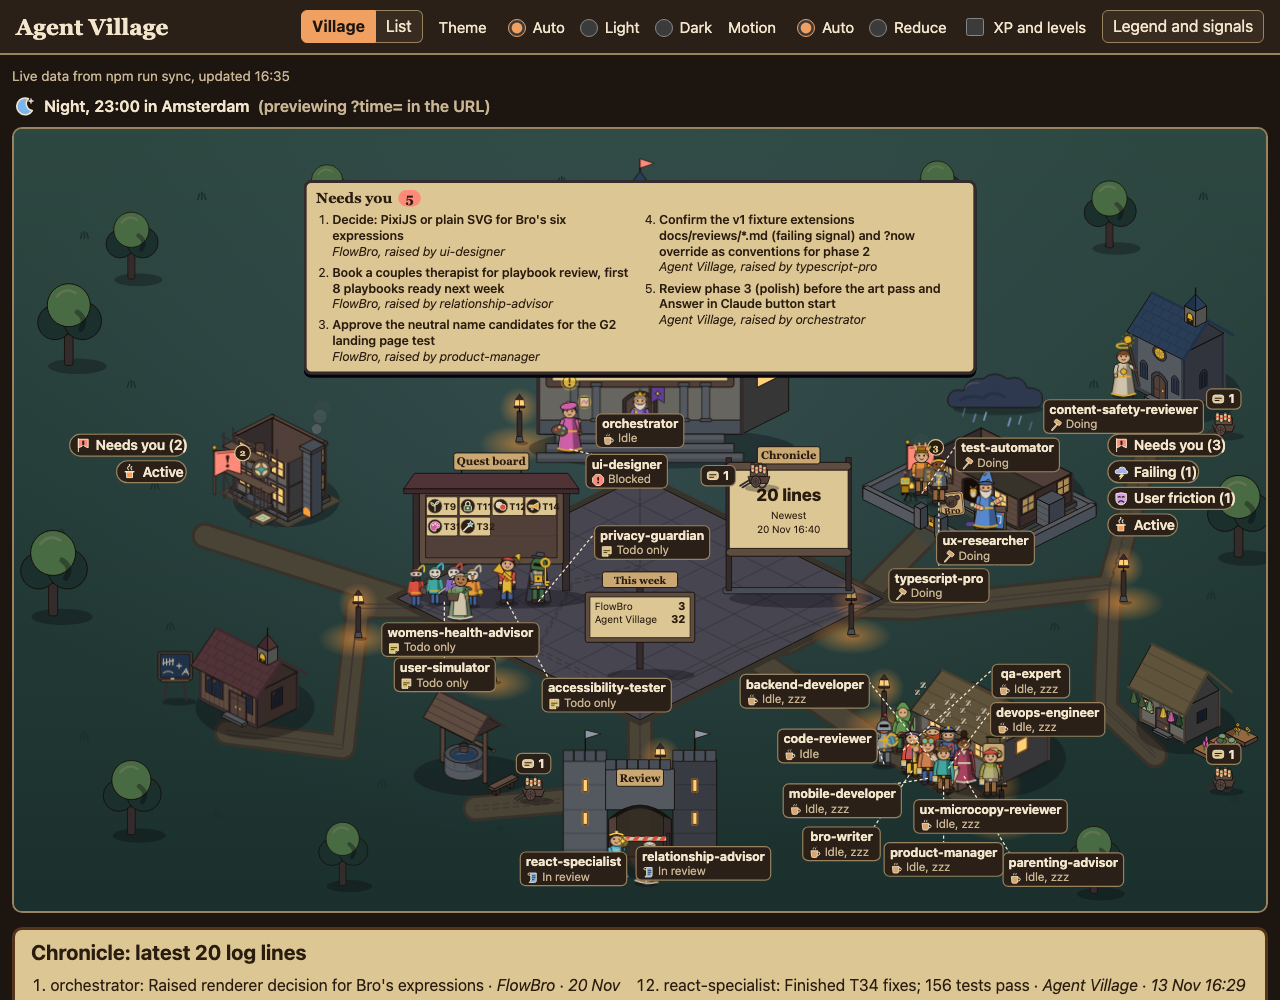 Agent Village
Village List Theme Auto Light Dark Motion Auto Reduce XP and levels Legend and signals
Live data from npm run sync, updated 16:35
Night, 23:00 in Amsterdam (previewing ?time= in the URL)
Needs you 5
1. Decide: PixiJS or plain SVG for Bro's six
expressions
FlowBro, raised by ui-designer
2. Book a couples therapist for playbook review, first
8 playbooks ready next week
FlowBro, raised by relationship-advisor
3. Approve the neutral name candidates for the G2
landing page test
FlowBro, raised by product-manager
4. Confirm the v1 fixture extensions
docs/reviews/*.md (failing signal) and ?now
override as conventions for phase 2
Agent Village, raised by typescript-pro
5. Review phase 3 (polish) before the art pass and
Answer in Claude button start
Agent Village, raised by orchestrator
Needs you (2)
Active
2
orchestrator
Idle
ui-designer
Blocked
content-safety-reviewer
Doing
1
Needs you (3)
Failing (1)
User friction (1)
Active
3
test-automator
Doing
Bro
ux-researcher
Doing
typescript-pro
Doing
Quest board
T9
T14
T32
Chronicle
1
20 lines
Newest
20 Nov 16:40
privacy-guardian
Todo only
This week
FlowBro 3
Agent Village 32
womens-health-advisor
Todo only
user-simulator
Todo only
accessibility-tester
Todo only
backend-developer
Idle, zzz
qa-expert
Idle, zzz
devops-engineer
Idle, zzz
code-reviewer
Idle
1
1
Review
mobile-developer
Idle, zzz
ux-microcopy-reviewer
Idle, zzz
bro-writer
Idle, zzz
product-manager
Idle, zzz
parenting-advisor
Idle, zzz
react-specialist
In review
relationship-advisor
In review
Chronicle: latest 20 log lines
1. orchestrator: Raised renderer decision for Bro's expressions · FlowBro · 20 Nov
12. react-specialist: Finished T34 fixes; 156 tests pass · Agent Village · 13 Nov 16:29